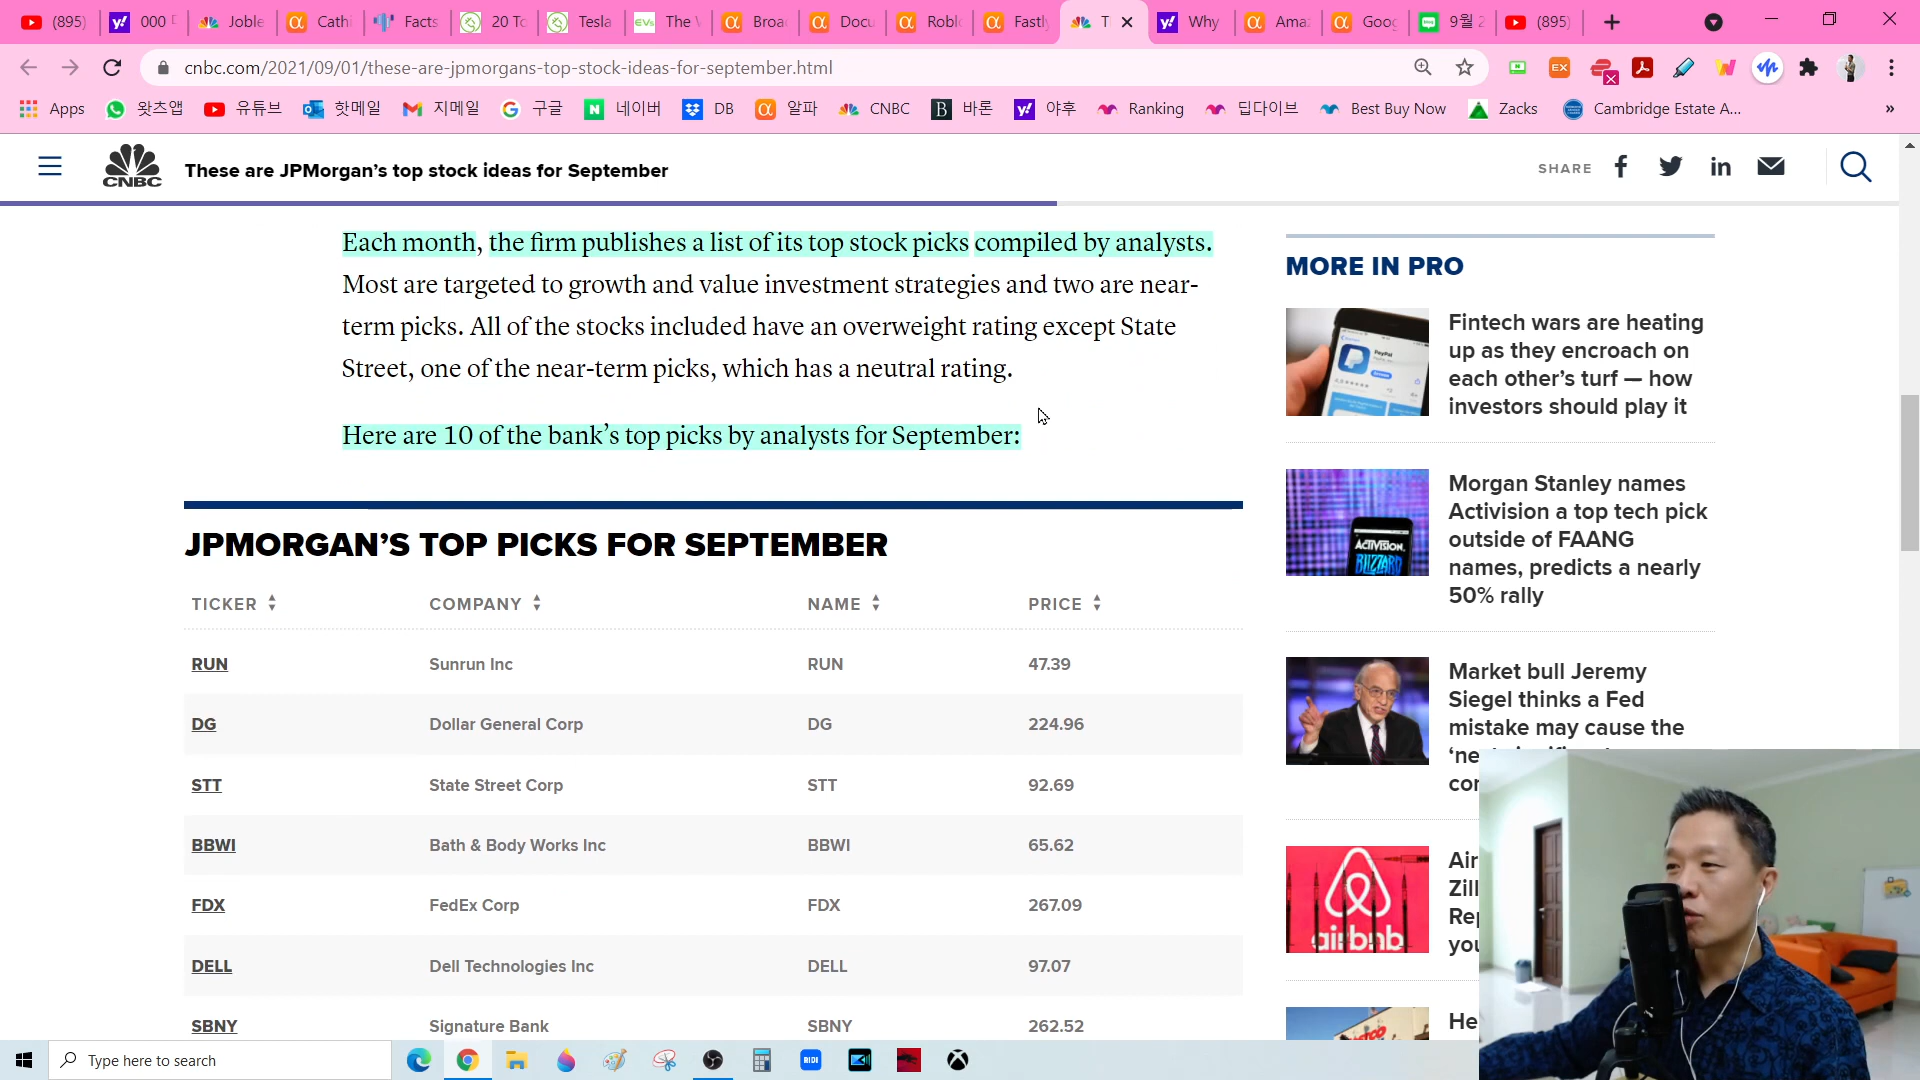 (895)
000
Joble
Cathi
Facts
20 To
Tesla
The V
Broa
Docu
Roblo
Fastly
T
Why
Ama
Goog
9월 2
(895)
cnbc.com/2021/09/01/these-are-jpmorgans-top-stock-ideas-for-september.html
Apps
왓츠앱
유튜브
핫메일
지메일
구글
네이버
DB
알파
CNBC
바론
야후
Ranking
딥다이브
Best Buy Now
Zacks
Cambridge Estate A...
CNBC
These are JPMorgan’s top stock ideas for September
SHARE
Each month, the firm publishes a list of its top stock picks compiled by analysts.
Most are targeted to growth and value investment strategies and two are near-
term picks. All of the stocks included have an overweight rating except State
Street, one of the near-term picks, which has a neutral rating.
Here are 10 of the bank’s top picks by analysts for September:
JPMORGAN’S TOP PICKS FOR SEPTEMBER
TICKER COMPANY NAME PRICE
RUN Sunrun Inc RUN 47.39
DG Dollar General Corp DG 224.96
STT State Street Corp STT 92.69
BBWI Bath & Body Works Inc BBWI 65.62
FDX FedEx Corp FDX 267.09
DELL Dell Technologies Inc DELL 97.07
SBNY Signature Bank SBNY 262.52
MORE IN PRO
PayPal
Fintech wars are heating
up as they encroach on
each other’s turf — how
investors should play it
ACTIVISION
BLIZZARD
Morgan Stanley names
Activision a top tech pick
outside of FAANG
names, predicts a nearly
50% rally
Market bull Jeremy
Siegel thinks a Fed
mistake may cause the
airbnb
Type here to search
RIDI